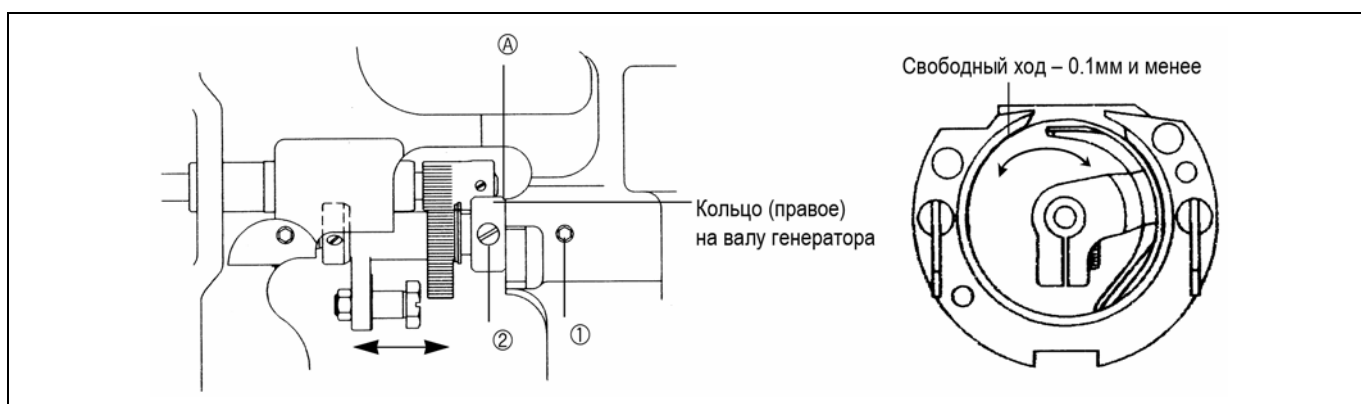 Ⓐ
Свободный ход – 0.1мм и менее
Кольцо (правое)
на валу генератора
②
①